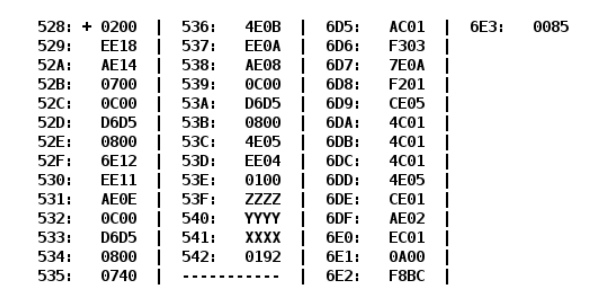 528: + 0200 | 536: 4E0B | 6D5: AC01 | 6E3: 0085
529: EE18 | 537: EE0A | 6D6: F303 |
52A: AE14 | 538: AE08 | 6D7: 7E0A |
52B: 0700 | 539: 0C00 | 6D8: F201 |
52C: 0C00 | 53A: D6D5 | 6D9: CE05 |
52D: D6D5 | 53B: 0800 | 6DA: 4C01 |
52E: 0800 | 53C: 4E05 | 6DB: 4C01 |
52F: 6E12 | 53D: EE04 | 6DC: 4C01 |
530: EE11 | 53E: 0100 | 6DD: 4E05 |
531: AE0E | 53F: ZZZZ | 6DE: CE01 |
532: 0C00 | 540: YYYY | 6DF: AE02 |
533: D6D5 | 541: XXXX | 6E0: EC01 |
534: 0800 | 542: 0192 | 6E1: 0A00 |
535: 0740 | ----------- | 6E2: F8BC |